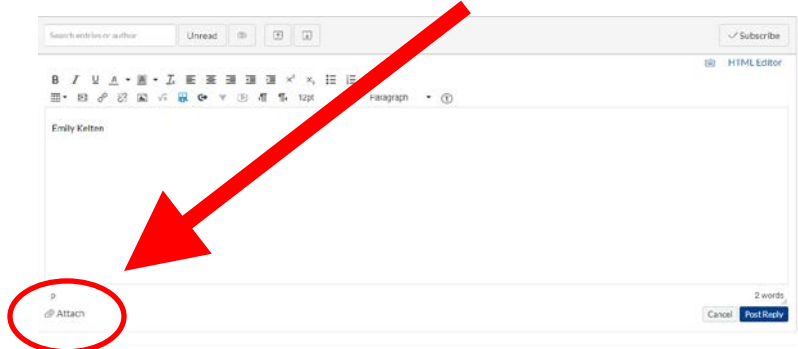 Search entries or author Unread Subscribe
HTML Editor
B I U A
12pt Paragraph
Emily Kelten
p 2 words
Attach Cancel Post Reply